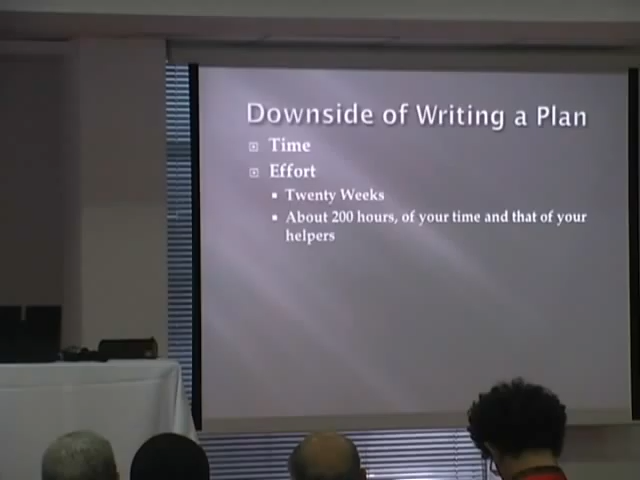 Downside of Writing a Plan
Time
Effort
Twenty Weeks
About 200 hours, of your time and that of your
helpers